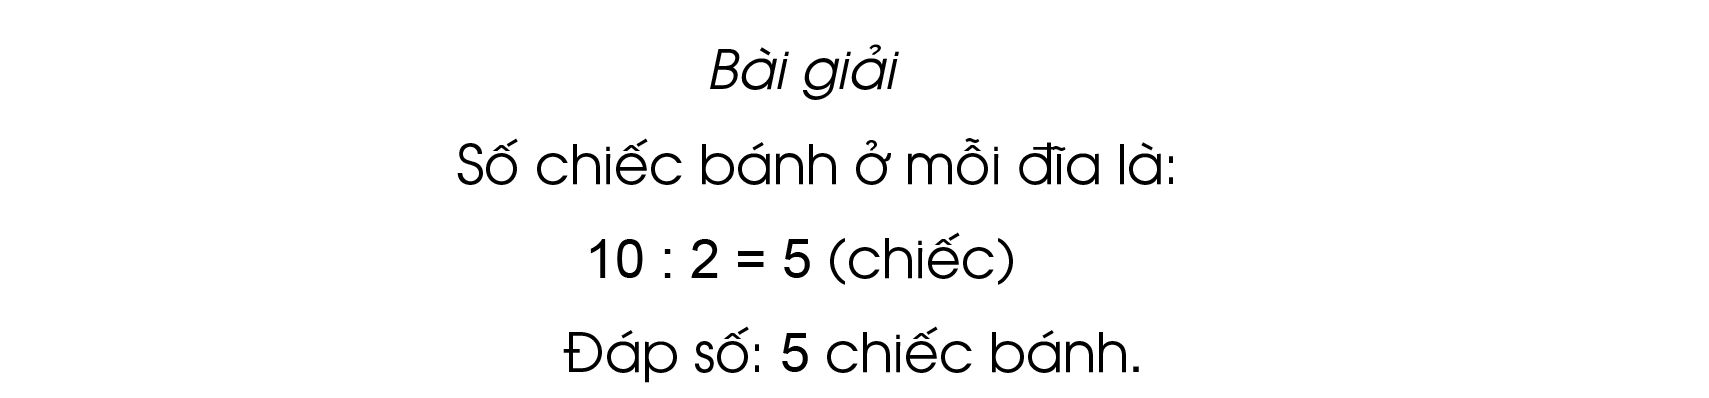 Bài giải
Số chiếc bánh ở mỗi đĩa là:
10 : 2 = 5 (chiếc)
Đáp số: 5 chiếc bánh.